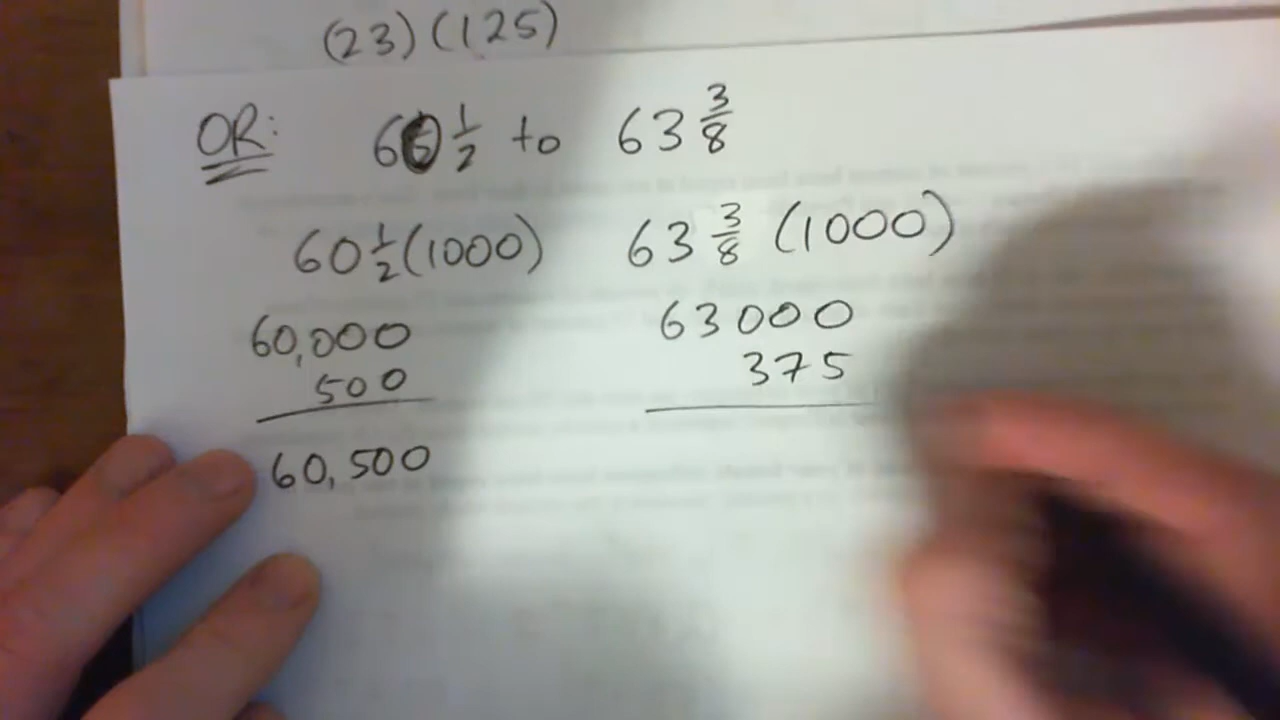 (23)(125)
OR: 60 1/2 to 63 3/8
60 1/2 (1000) 63 3/8 (1000)
60,000 63000
500 375
60,500